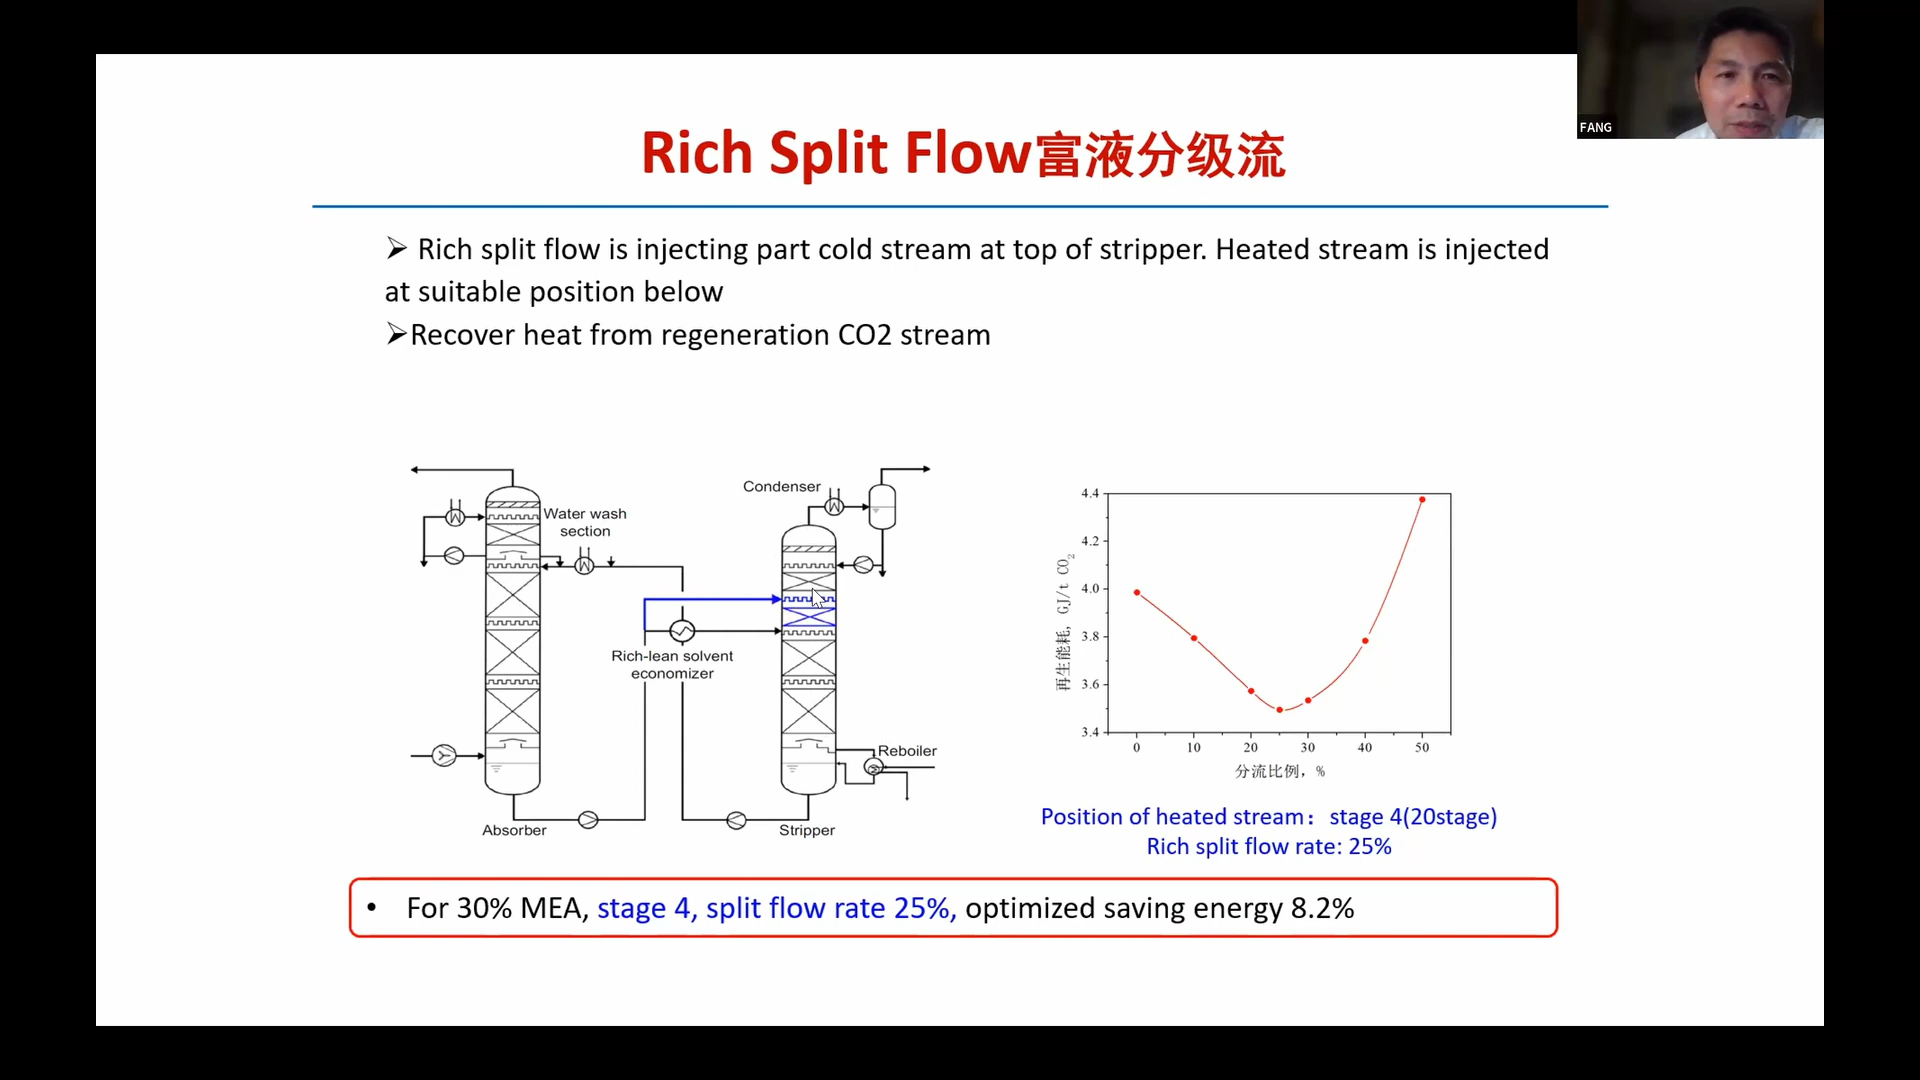 FANG
Rich Split Flow富液分级流
➢ Rich split flow is injecting part cold stream at top of stripper. Heated stream is injected
at suitable position below
➢Recover heat from regeneration CO2 stream
Condenser
Water wash
section
Rich-lean solvent
economizer
Reboiler
Absorber
Stripper
4.4
4.2
4.0
3.8
3.6
3.4
再生能耗, GJ/t CO₂
0 10 20 30 40 50
分流比例, %
Position of heated stream：stage 4(20stage)
Rich split flow rate: 25%
• For 30% MEA, stage 4, split flow rate 25%, optimized saving energy 8.2%